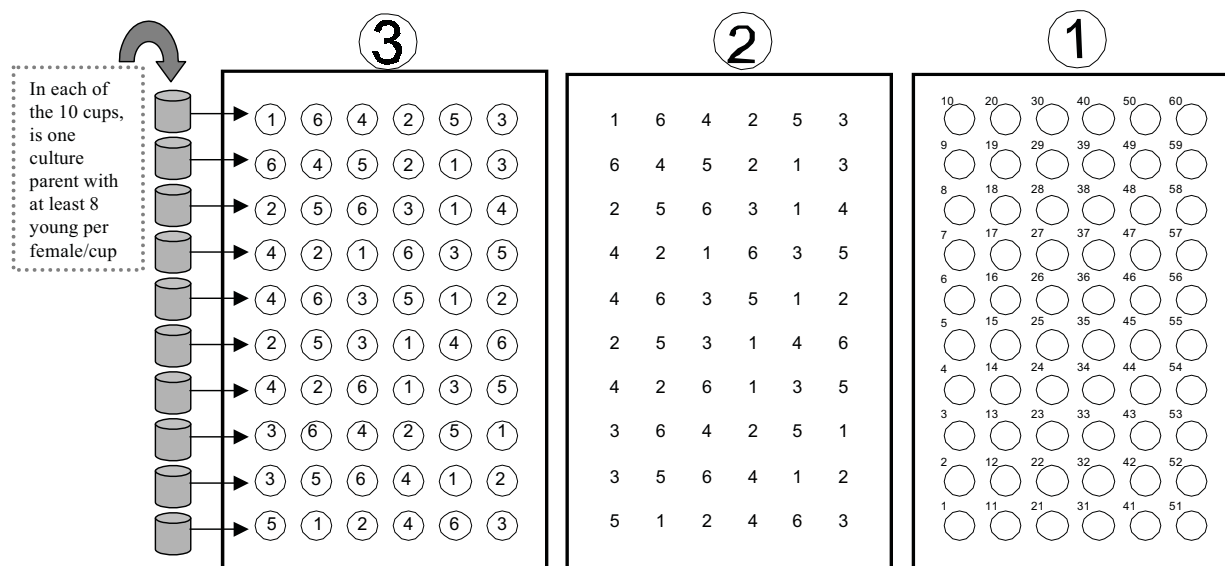 3
2
1
In each of
the 10 cups,
is one
culture
parent with
at least 8
young per
female/cup
1 6 4 2 5 3
6 4 5 2 1 3
2 5 6 3 1 4
4 2 1 6 3 5
4 6 3 5 1 2
2 5 3 1 4 6
4 2 6 1 3 5
3 6 4 2 5 1
3 5 6 4 1 2
5 1 2 4 6 3
1 6 4 2 5 3
6 4 5 2 1 3
2 5 6 3 1 4
4 2 1 6 3 5
4 6 3 5 1 2
2 5 3 1 4 6
4 2 6 1 3 5
3 6 4 2 5 1
3 5 6 4 1 2
5 1 2 4 6 3
10 20 30 40 50 60
9 19 29 39 49 59
8 18 28 38 48 58
7 17 27 37 47 57
6 16 26 36 46 56
5 15 25 35 45 55
4 14 24 34 44 54
3 13 23 33 43 53
2 12 22 32 42 52
1 11 21 31 41 51